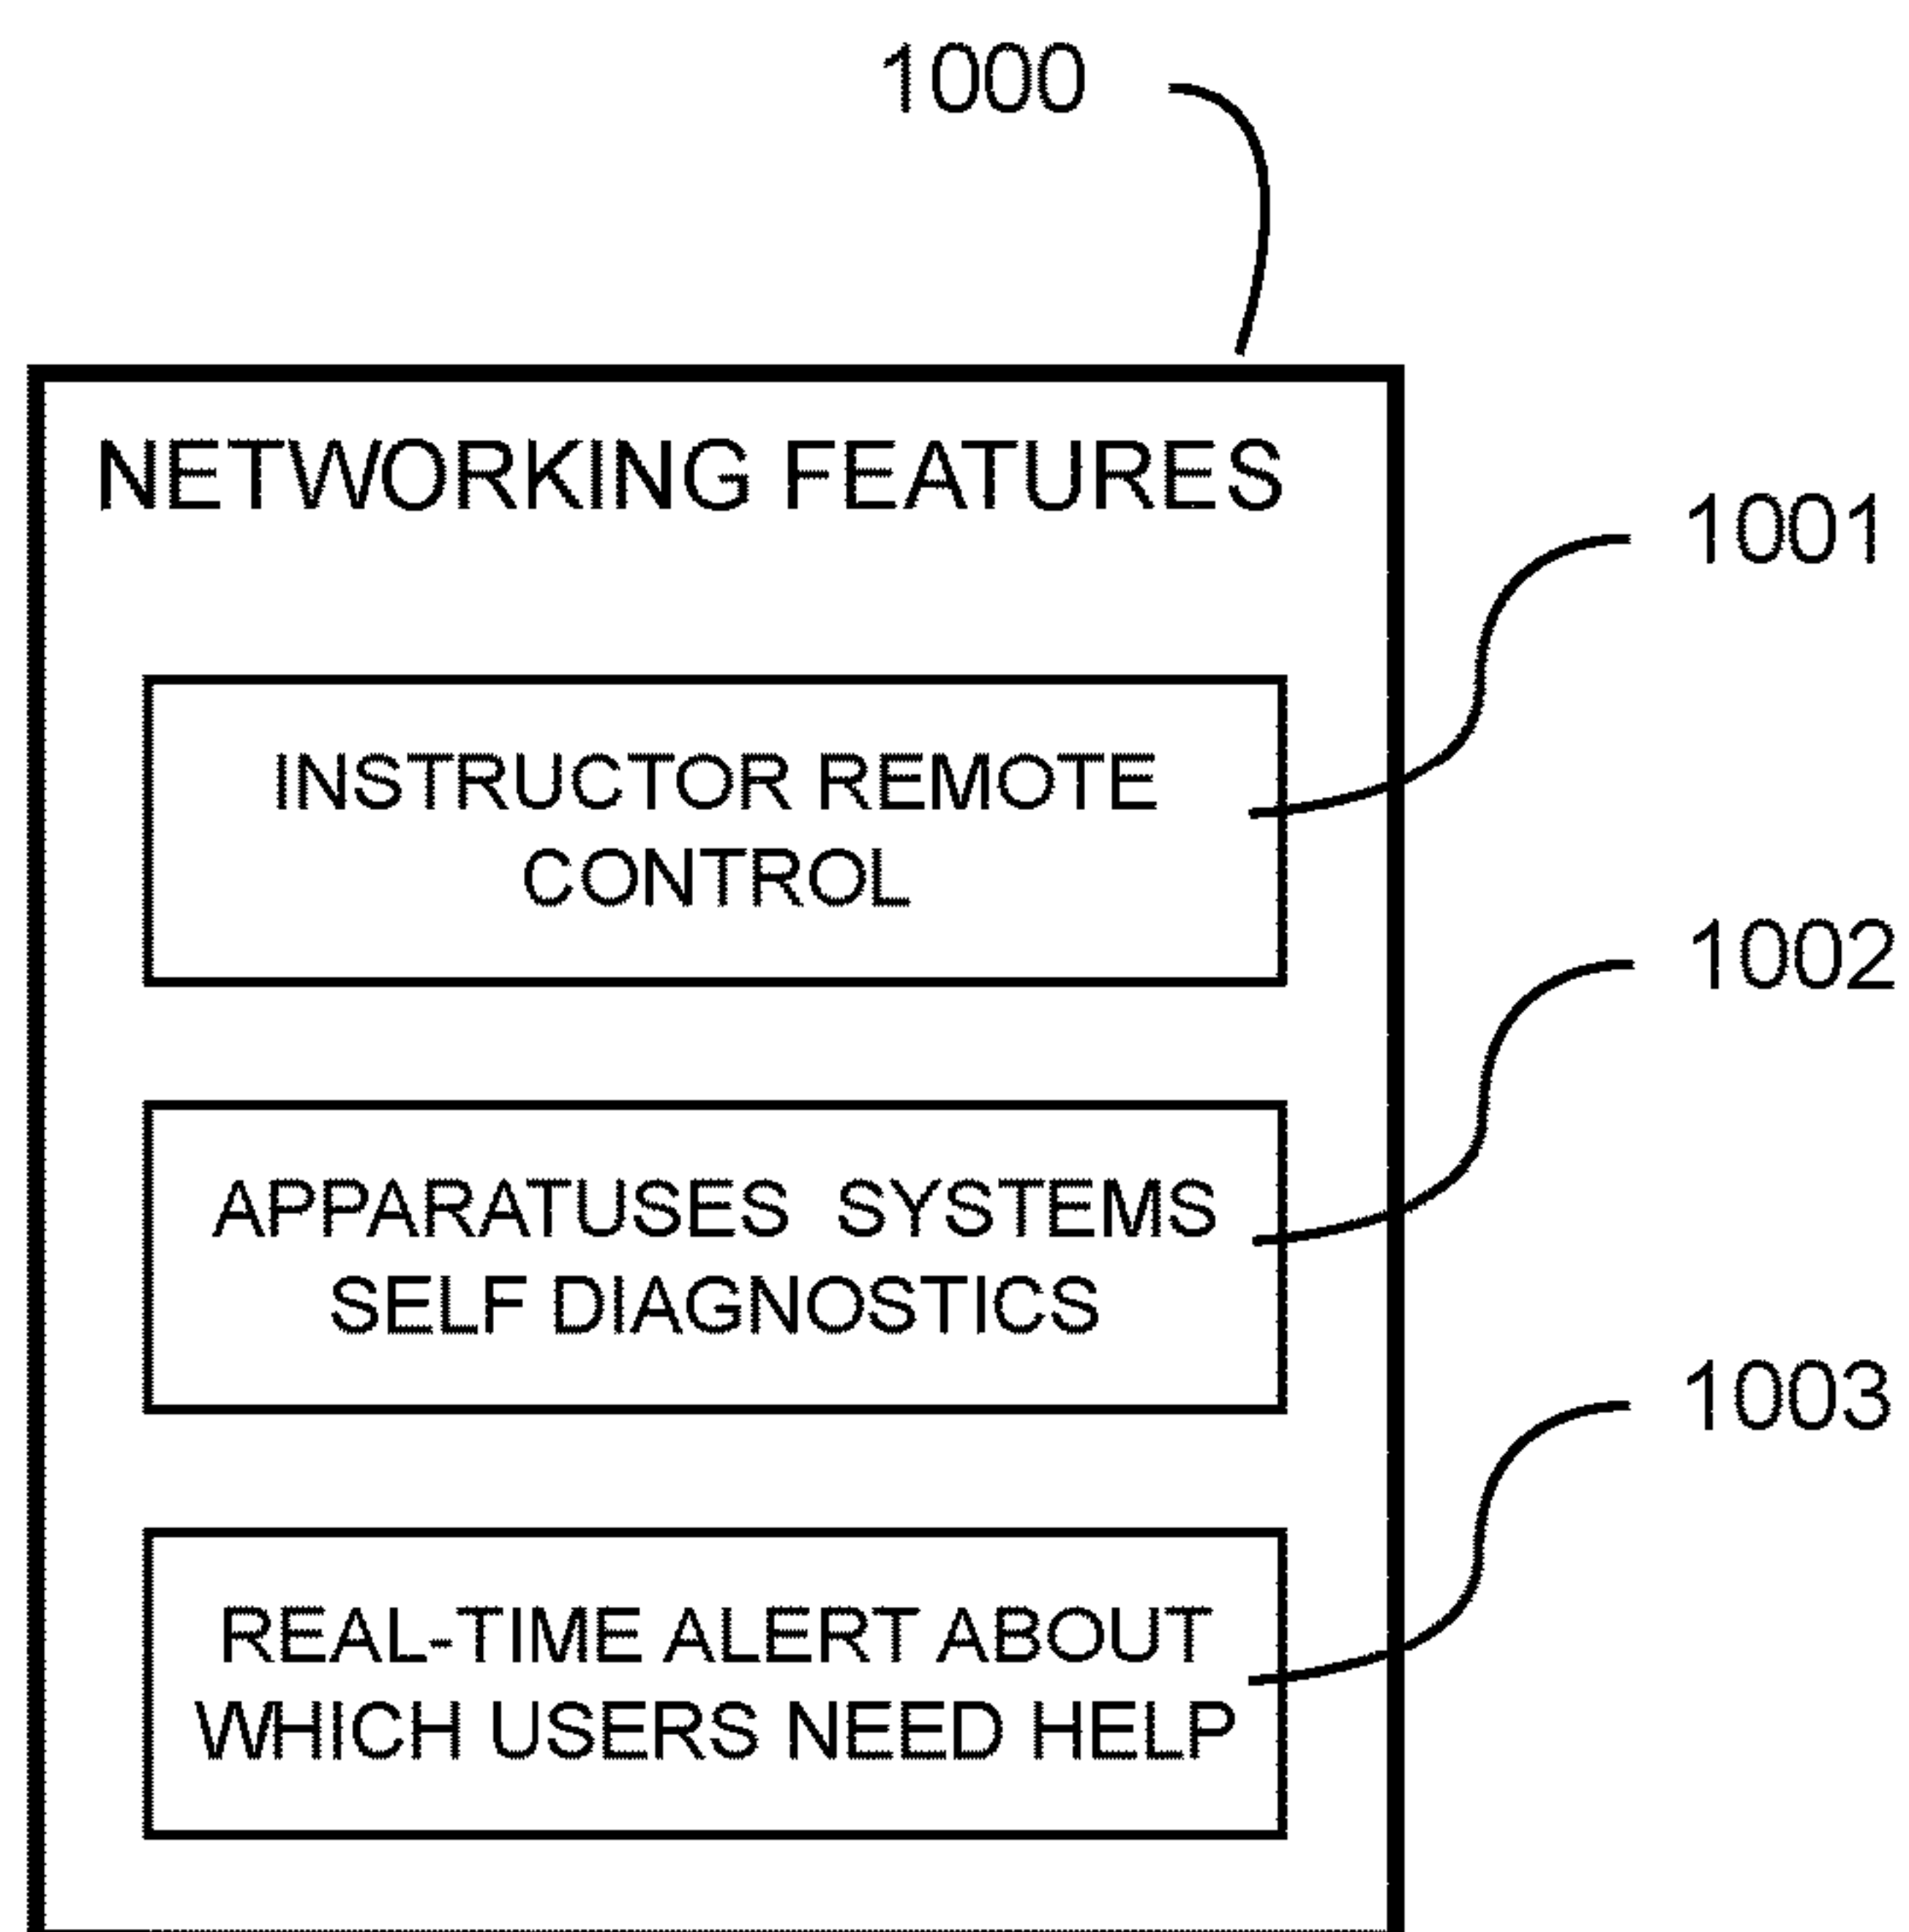 1000
NETWORKING FEATURES
1001
INSTRUCTOR REMOTE
CONTROL
1002
APPARATUSES SYSTEMS
SELF DIAGNOSTICS
1003
REAL-TIME ALERT ABOUT
WHICH USERS NEED HELP